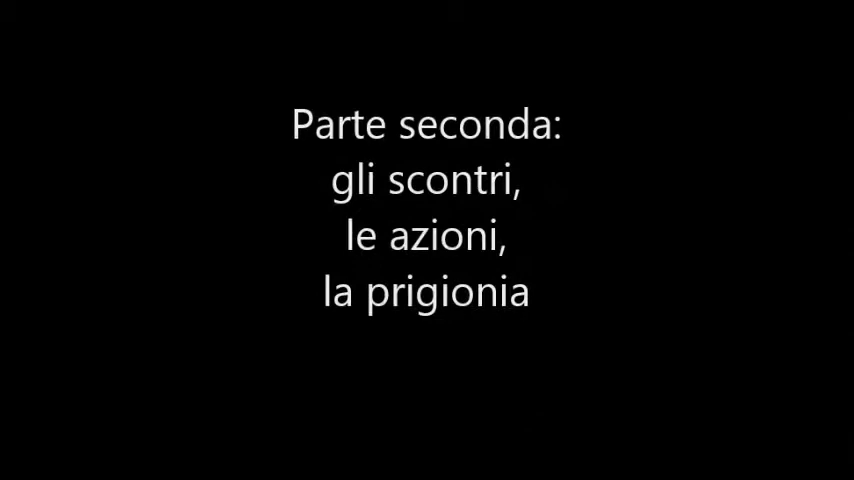 Parte seconda:
gli scontri,
le azioni,
la prigionia